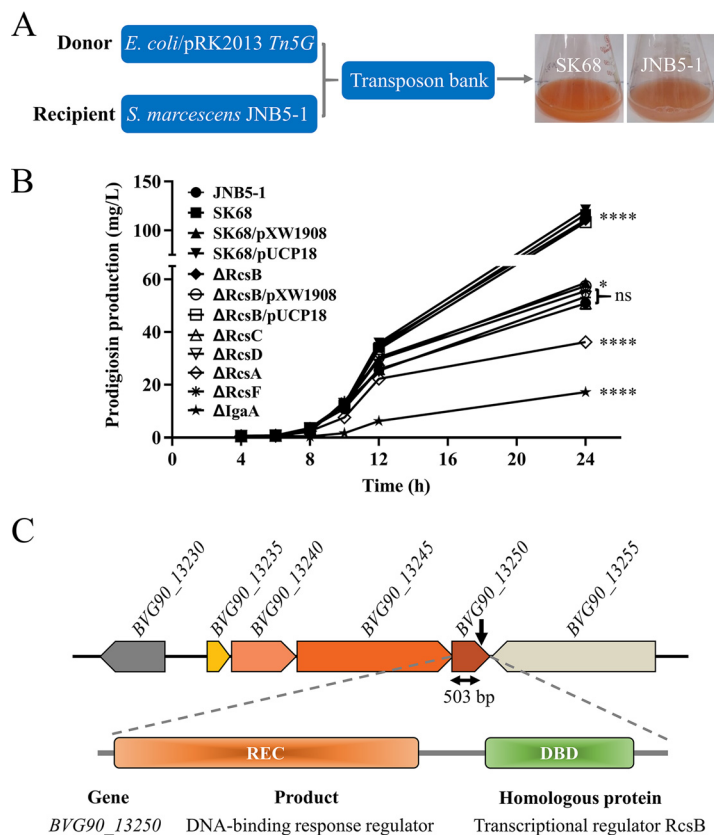 A
Donor
E. coli/pRK2013 Tn5G
Recipient
S. marcescens JNB5-1
Transposon bank
SK68
JNB5-1
B
Prodigiosin production (mg/L)
150
100
60
40
20
0
0
4
6
8
10
12
16
20
24
Time (h)
JNB5-1
SK68
SK68/pXW1908
SK68/pUCP18
ΔRcsB
ΔRcsB/pXW1908
ΔRcsB/pUCP18
ΔRcsC
ΔRcsD
ΔRcsA
ΔRcsF
ΔIgaA
****
*
ns
****
****
C
BVG90_13230
BVG90_13235
BVG90_13240
BVG90_13245
BVG90_13250
BVG90_13255
503 bp
REC
DBD
Gene Product Homologous protein
BVG90_13250 DNA-binding response regulator Transcriptional regulator RcsB